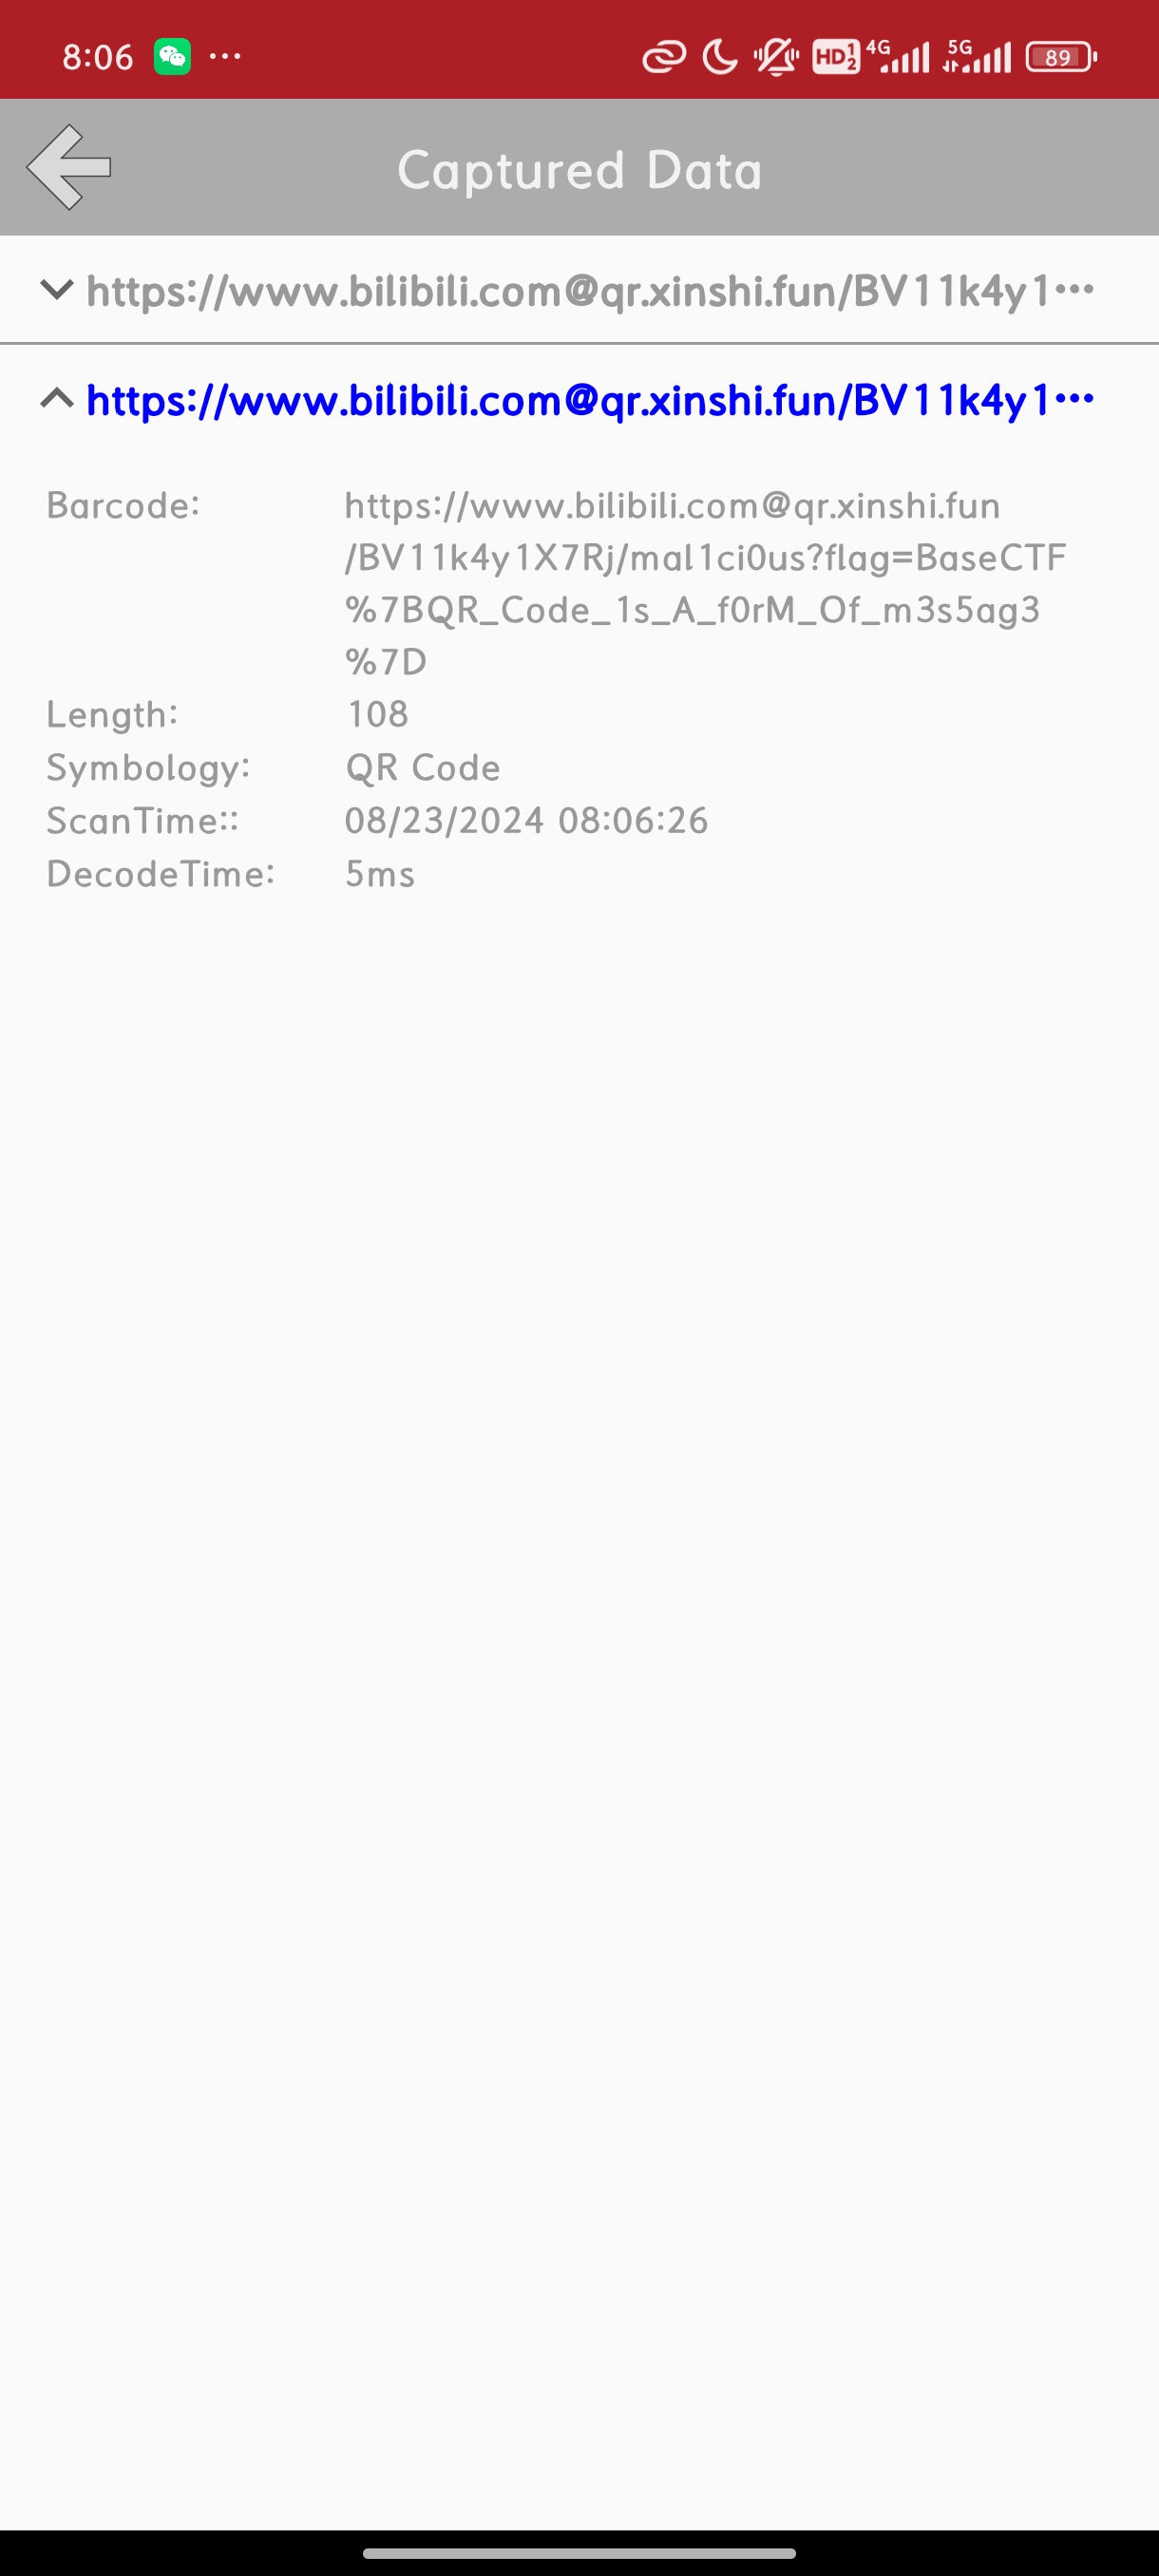 8:06 ...
HD 1 2 4G 5G 89
Captured Data
https://www.bilibili.com@qr.xinshi.fun/BV11k4y1…
https://www.bilibili.com@qr.xinshi.fun/BV11k4y1…
Barcode: https://www.bilibili.com@qr.xinshi.fun
/BV11k4y1X7Rj/mal1ci0us?flag=BaseCTF
%7BQR_Code_1s_A_f0rM_Of_m3s5ag3
%7D
Length: 108
Symbology: QR Code
ScanTime:: 08/23/2024 08:06:26
DecodeTime: 5ms